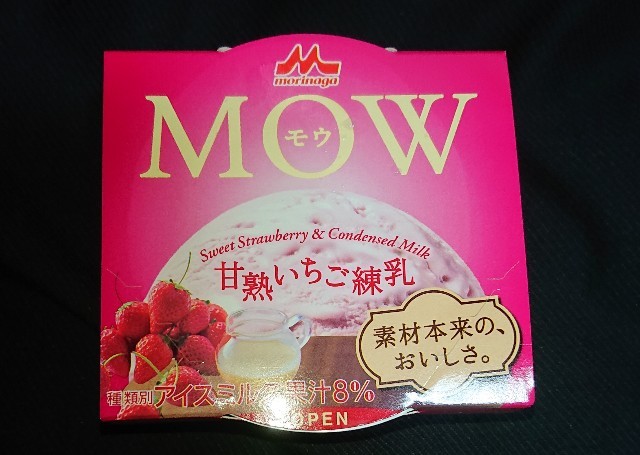 morinaga
MOW
モウ
Sweet Strawberry & Condensed Milk
甘熟いちご練乳
素材本来の、
おいしさ。
種類別 アイスミルク 果汁8%
OPEN